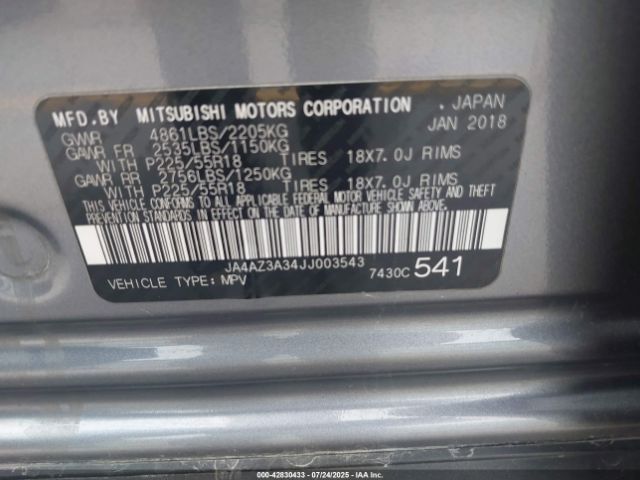 MFD.BY MITSUBISHI MOTORS CORPORATION . JAPAN
GVWR 4861LBS/2205KG JAN 2018
GAWR FR 2535LBS/1150KG
WITH P225/55R18 TIRES 18X7.0J RIMS
GAWR RR 2756LBS/1250KG
WITH P225/55R18 TIRES 18X7.0J RIMS
THIS VEHICLE CONFORMS TO ALL APPLICABLE FEDERAL MOTOR VEHICLE SAFETY AND THEFT
PREVENTION STANDARDS IN EFFECT ON THE DATE OF MANUFACTURE SHOWN ABOVE.
JA4AZ3A34JJ003543
VEHICLE TYPE: MPV 7430C 541
000-42830433 - 07/24/2025 - IAA Inc.